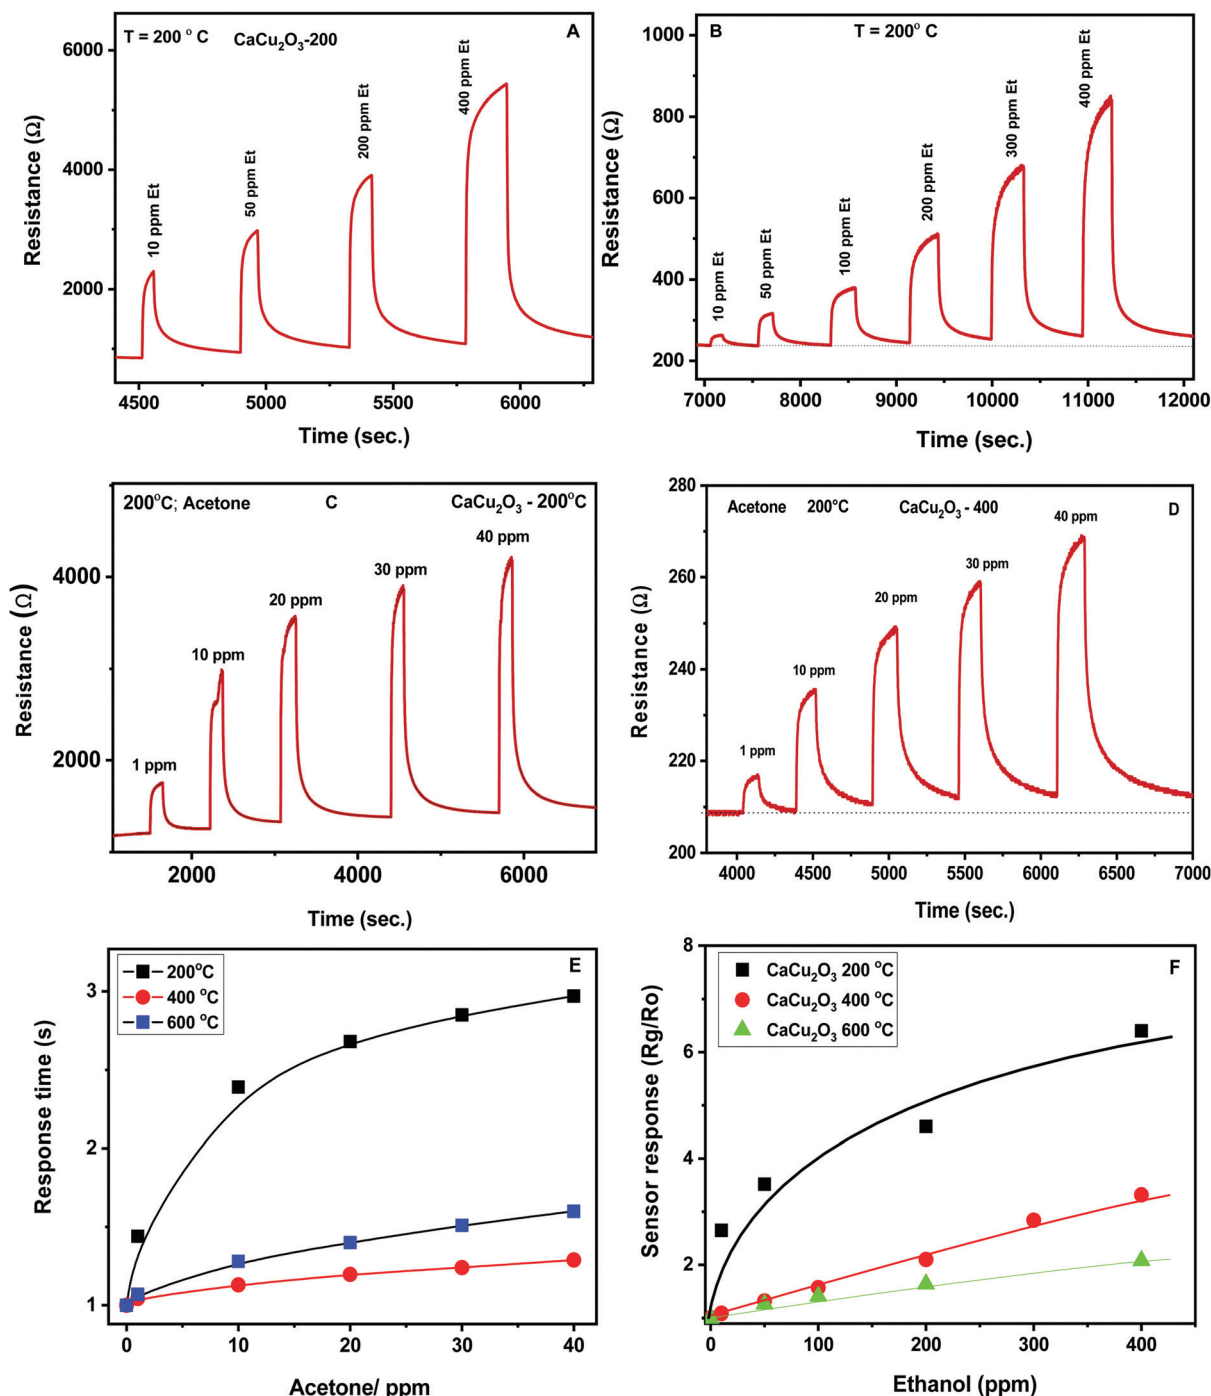 T = 200 ° C CaCu₂O₃-200 A
6000
4000
2000
Resistance (Ω)
10 ppm Et
50 ppm Et
200 ppm Et
400 ppm Et
4500 5000 5500 6000
Time (sec.)
B T = 200° C
1000
800
600
400
200
Resistance (Ω)
10 ppm Et
50 ppm Et
100 ppm Et
200 ppm Et
300 ppm Et
400 ppm Et
7000 8000 9000 10000 11000 12000
Time (sec.)
200°C; Acetone C CaCu₂O₃ - 200°C
4000
2000
Resistance (Ω)
1 ppm
10 ppm
20 ppm
30 ppm
40 ppm
2000 4000 6000
Time (sec.)
Acetone 200°C CaCu₂O₃ - 400 D
280
260
240
220
200
Resistance (Ω)
1 ppm
10 ppm
20 ppm
30 ppm
40 ppm
4000 4500 5000 5500 6000 6500 7000
Time (sec.)
E
200°C
400 °C
600 °C
3
2
1
Response time (s)
0 10 20 30 40
Acetone/ ppm
F
CaCu₂O₃ 200 °C
CaCu₂O₃ 400 °C
CaCu₂O₃ 600 °C
6
4
2
Sensor response (Rg/Ro)
0 100 200 300 400
Ethanol (ppm)